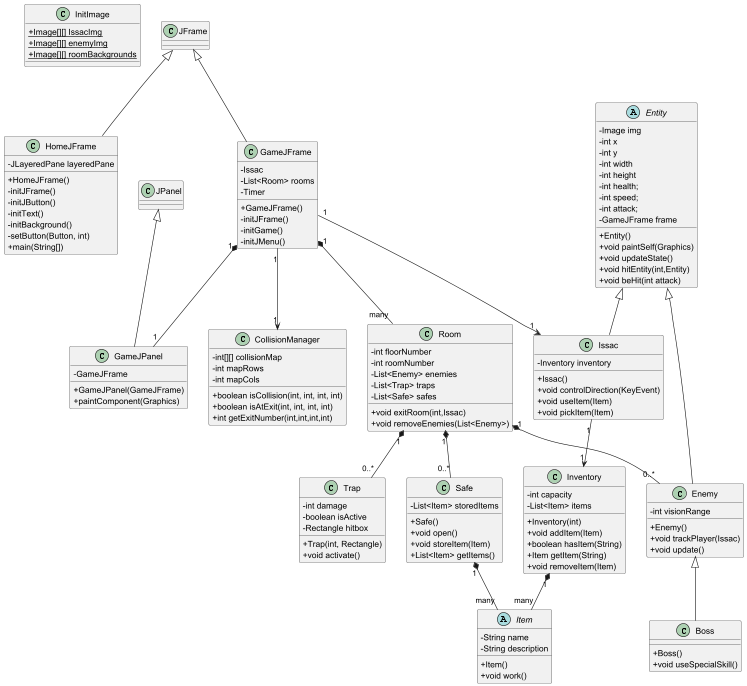 C InitImage
+Image[][] IssacImg
+Image[][] enemyImg
+Image[][] roomBackgrounds
C JFrame
C HomeJFrame
-JLayeredPane layeredPane
+HomeJFrame()
-initJFrame()
-initJButton()
-initText()
-initBackground()
-setButton(Button, int)
+main(String[])
C GameJFrame
-Issac
-List<Room> rooms
-Timer
+GameJFrame()
-initJFrame()
-initGame()
-initJMenu()
A Entity
-Image img
-int x
-int y
-int width
-int height
-int health;
-int speed;
-int attack;
-GameJFrame frame
+Entity()
+void paintSelf(Graphics)
+void updateState()
+void hitEntity(int,Entity)
+void beHit(int attack)
C JPanel
1
1
1
1
1
1
many
1
C GameJPanel
-GameJFrame
+GameJPanel(GameJFrame)
+paintComponent(Graphics)
C CollisionManager
-int[][] collisionMap
-int mapRows
-int mapCols
+boolean isCollision(int, int, int, int)
+boolean isAtExit(int, int, int, int)
+int getExitNumber(int,int,int,int)
C Room
-int floorNumber
-int roomNumber
-List<Enemy> enemies
-List<Trap> traps
-List<Safe> safes
+void exitRoom(int,Issac)
+void removeEnemies(List<Enemy>)
C Issac
-Inventory inventory
+Issac()
+void controlDirection(KeyEvent)
+void useItem(Item)
+void pickItem(Item)
1
1
1
1
0..*
0..*
1
0..*
C Trap
-int damage
-boolean isActive
-Rectangle hitbox
+Trap(int, Rectangle)
+void activate()
C Safe
-List<Item> storedItems
+Safe()
+void open()
+void storeItem(Item)
+List<Item> getItems()
C Inventory
-int capacity
-List<Item> items
+Inventory(int)
+void addItem(Item)
+boolean hasItem(String)
+Item getItem(String)
+void removeItem(Item)
C Enemy
-int visionRange
+Enemy()
+void trackPlayer(Issac)
+void update()
1
1
many
many
A Item
-String name
-String description
+Item()
+void work()
C Boss
+Boss()
+void useSpecialSkill()